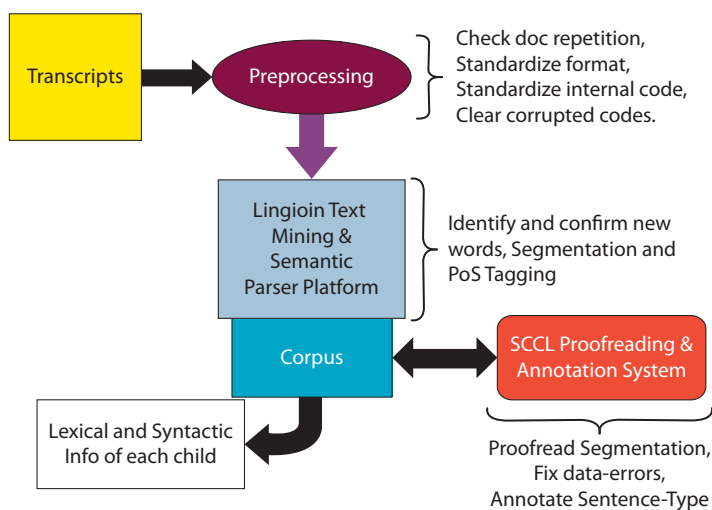 Transcripts
Preprocessing
Check doc repetition,
Standardize format,
Standardize internal code,
Clear corrupted codes.
Lingioin Text
Mining &
Semantic
Parser Platform
Identify and confirm new
words, Segmentation and
PoS Tagging
Corpus
SCCL Proofreading &
Annotation System
Lexical and Syntactic
Info of each child
Proofread Segmentation,
Fix data-errors,
Annotate Sentence-Type